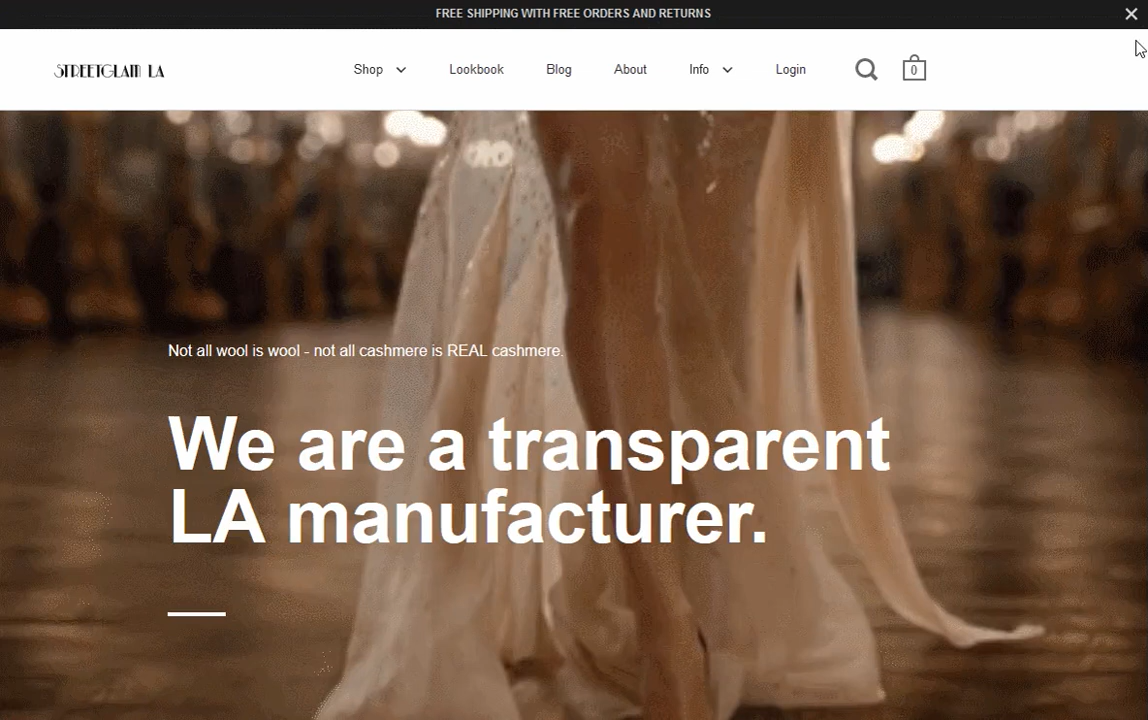 FREE SHIPPING WITH FREE ORDERS AND RETURNS
STREETGLAM LA
Shop
Lookbook
Blog
About
Info
Login
0
Not all wool is wool - not all cashmere is REAL cashmere.
We are a transparent
LA manufacturer.